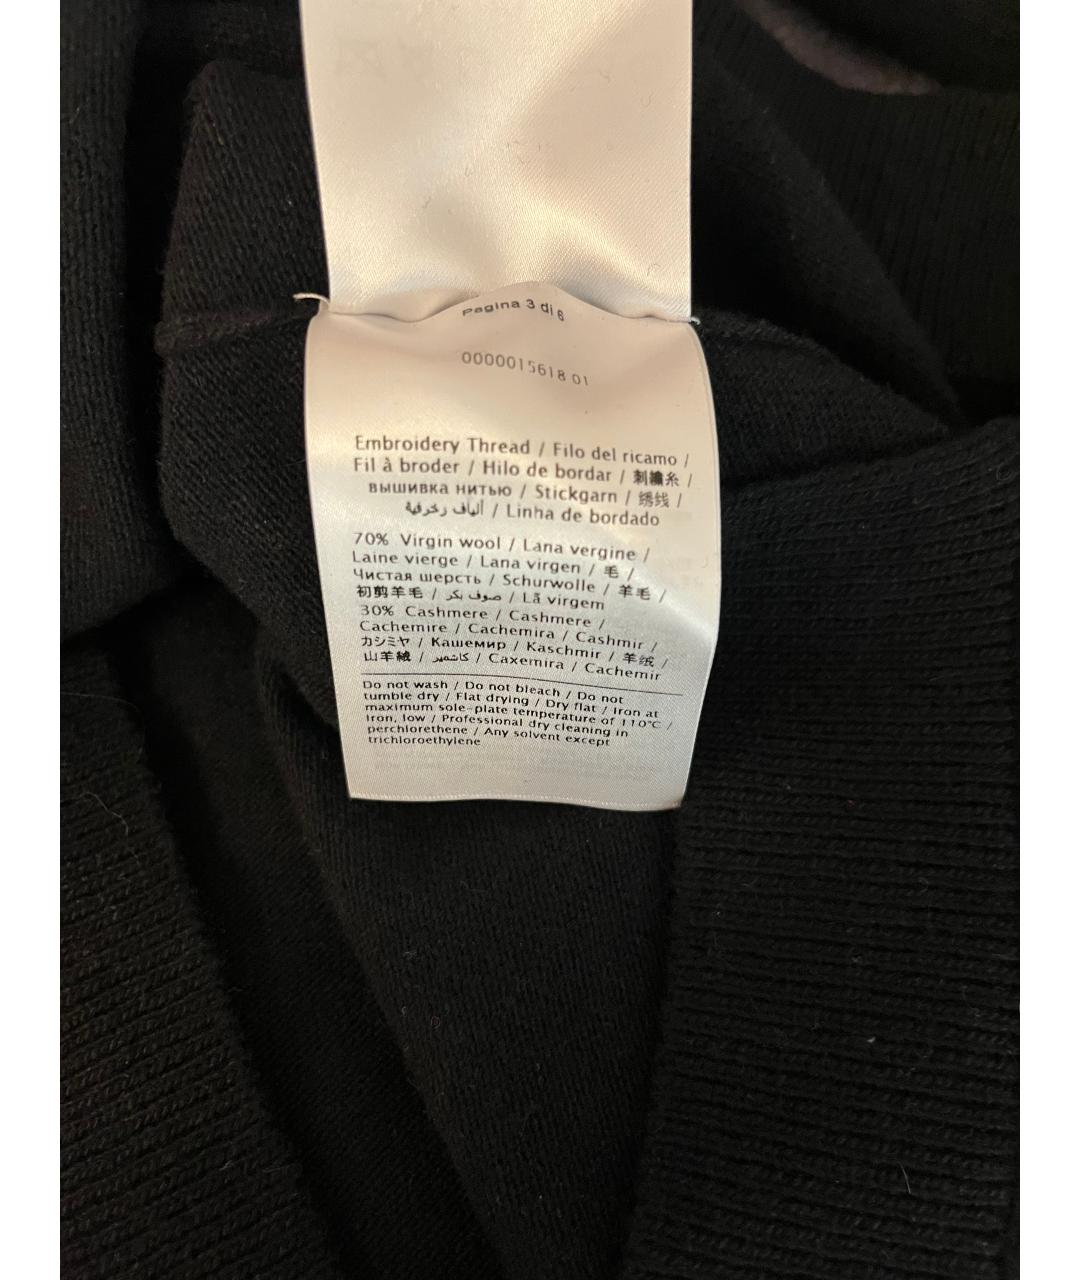 Pagina 3 di 6
0000015618 01
Embroidery Thread / Filo del ricamo /
Fil à broder / Hilo de bordar / 刺繍糸 /
вышивка нитью / Stickgarn / 绣线 /
ألياف زخرفية / Linha de bordado
70% Virgin wool / Lana vergine /
Laine vierge / Lana virgen / 毛 /
Чистая шерсть / Schurwolle / 羊毛 /
初剪羊毛 / صوف بكر / Lã virgem
30% Cashmere / Cashmere /
Cachemire / Cachemira / Cashmir /
カシミヤ / Кашемир / Kaschmir / 羊绒 /
山羊絨 / كاشمير / Caxemira / Cachemir
Do not wash / Do not bleach / Do not
tumble dry / Flat drying / Dry flat / Iron at
maximum sole-plate temperature of 110°C /
Iron, low / Professional dry cleaning in
perchlorethene / Any solvent except
trichloroethylene